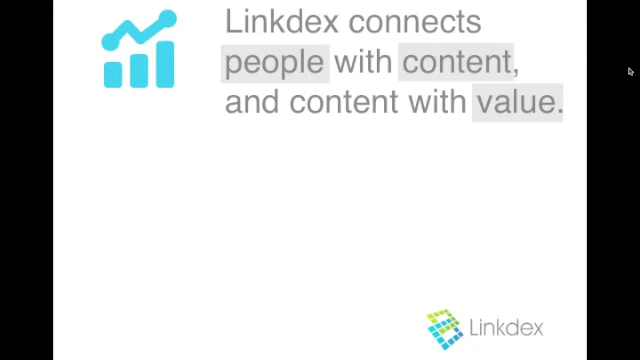 Linkdex connects
people with content,
and content with value.
Linkdex